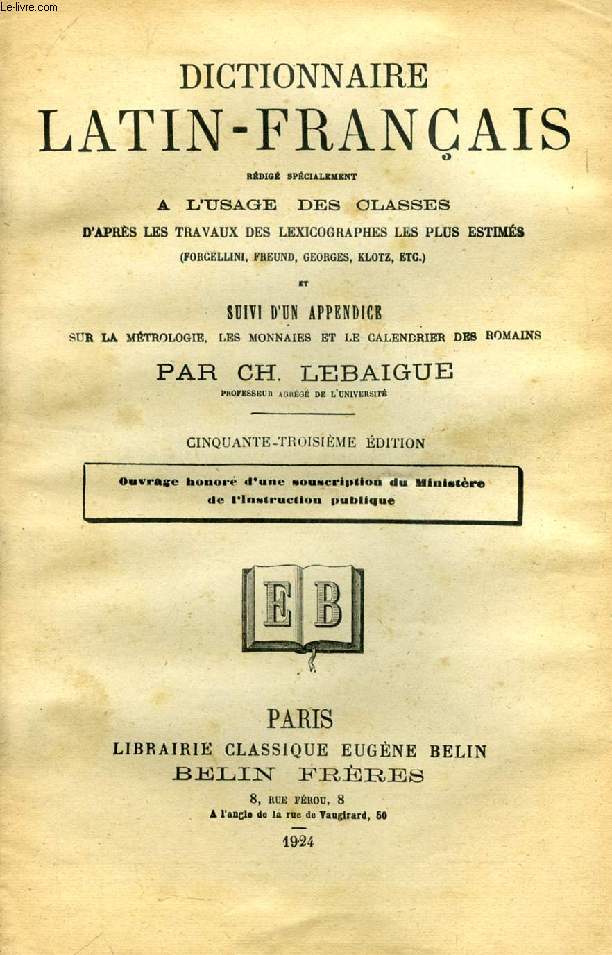 Le-livre.com
DICTIONNAIRE
LATIN-FRANÇAIS
RÉDIGÉ SPÉCIALEMENT
A L'USAGE DES CLASSES
D'APRÈS LES TRAVAUX DES LEXICOGRAPHES LES PLUS ESTIMÉS
(FORCELLINI, FREUND, GEORGES, KLOTZ, ETC.)
ET
SUIVI D'UN APPENDICE
SUR LA MÉTROLOGIE, LES MONNAIES ET LE CALENDRIER DES ROMAINS
PAR CH. LEBAIGUE
PROFESSEUR AGRÉGÉ DE L'UNIVERSITÉ
CINQUANTE-TROISIÈME ÉDITION
Ouvrage honoré d'une souscription du Ministère
de l'Instruction publique
E B
PARIS
LIBRAIRIE CLASSIQUE EUGÈNE BELIN
BELIN FRÈRES
8, RUE FÉROU, 8
A l'angle de la rue de Vaugirard, 50
1924